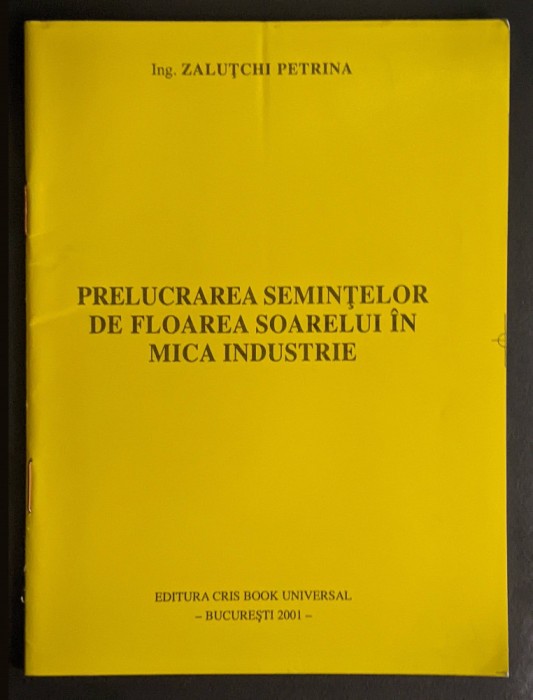 Ing. ZALUŢCHI PETRINA
PRELUCRAREA SEMINŢELOR
DE FLOAREA SOARELUI ÎN
MICA INDUSTRIE
EDITURA CRIS BOOK UNIVERSAL
– BUCUREŞTI 2001 –